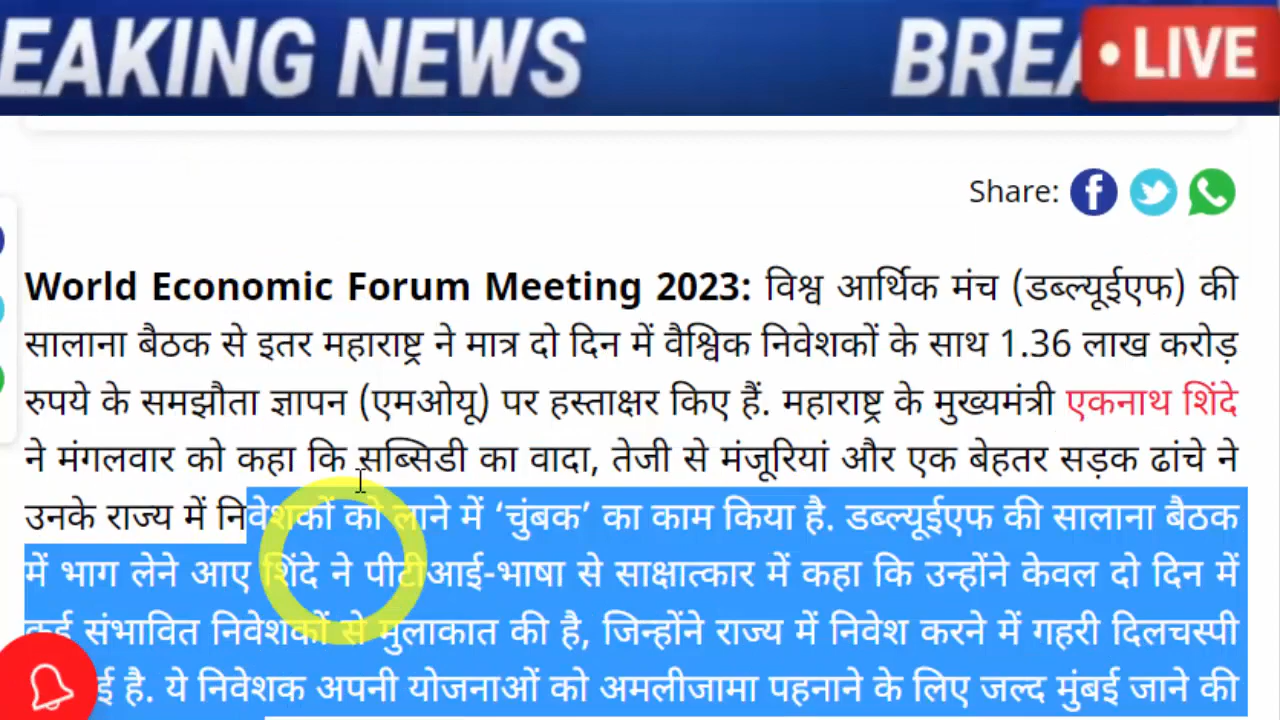 EAKING NEWS BREA LIVE
Share:
World Economic Forum Meeting 2023: विश्व आर्थिक मंच (डब्ल्यूईएफ) की
सालाना बैठक से इतर महाराष्ट्र ने मात्र दो दिन में वैश्विक निवेशकों के साथ 1.36 लाख करोड़
रुपये के समझौता ज्ञापन (एमओयू) पर हस्ताक्षर किए हैं. महाराष्ट्र के मुख्यमंत्री एकनाथ शिंदे
ने मंगलवार को कहा कि सब्सिडी का वादा, तेजी से मंजूरियां और एक बेहतर सड़क ढांचे ने
उनके राज्य में निवेशकों को लाने में ‘चुंबक’ का काम किया है. डब्ल्यूईएफ की सालाना बैठक
में भाग लेने आए शिंदे ने पीटीआई-भाषा से साक्षात्कार में कहा कि उन्होंने केवल दो दिन में
कई संभावित निवेशकों से मुलाकात की है, जिन्होंने राज्य में निवेश करने में गहरी दिलचस्पी
ई है. ये निवेशक अपनी योजनाओं को अमलीजामा पहनाने के लिए जल्द मुंबई जाने की